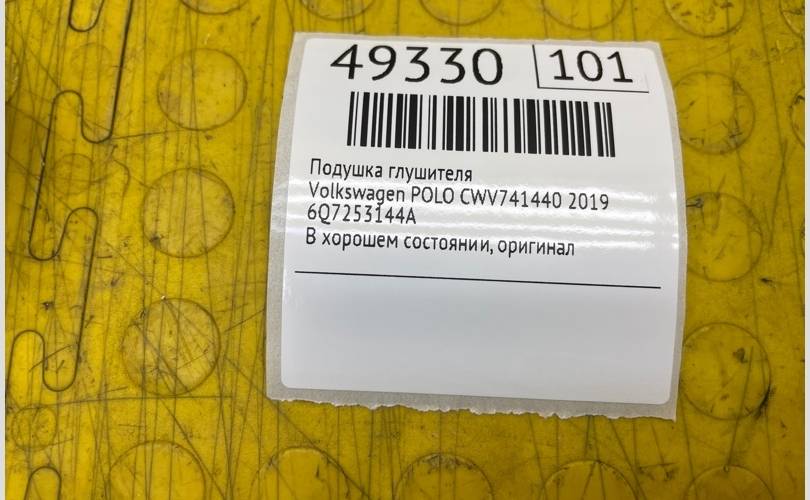 49330 101
Подушка глушителя
Volkswagen POLO CWV741440 2019
6Q7253144A
В хорошем состоянии, оригинал